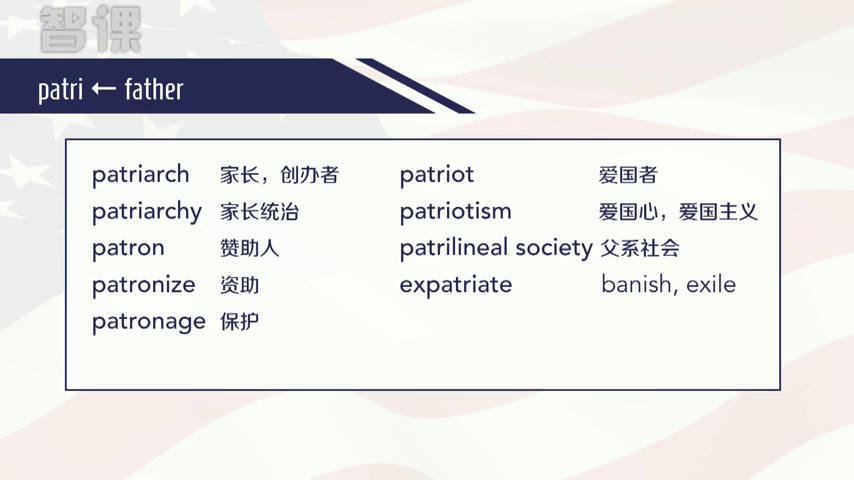 智课
patri ← father
patriarch 家长，创办者
patriarchy 家长统治
patron 赞助人
patronize 资助
patronage 保护
patriot 爱国者
patriotism 爱国心，爱国主义
patrilineal society 父系社会
expatriate banish, exile